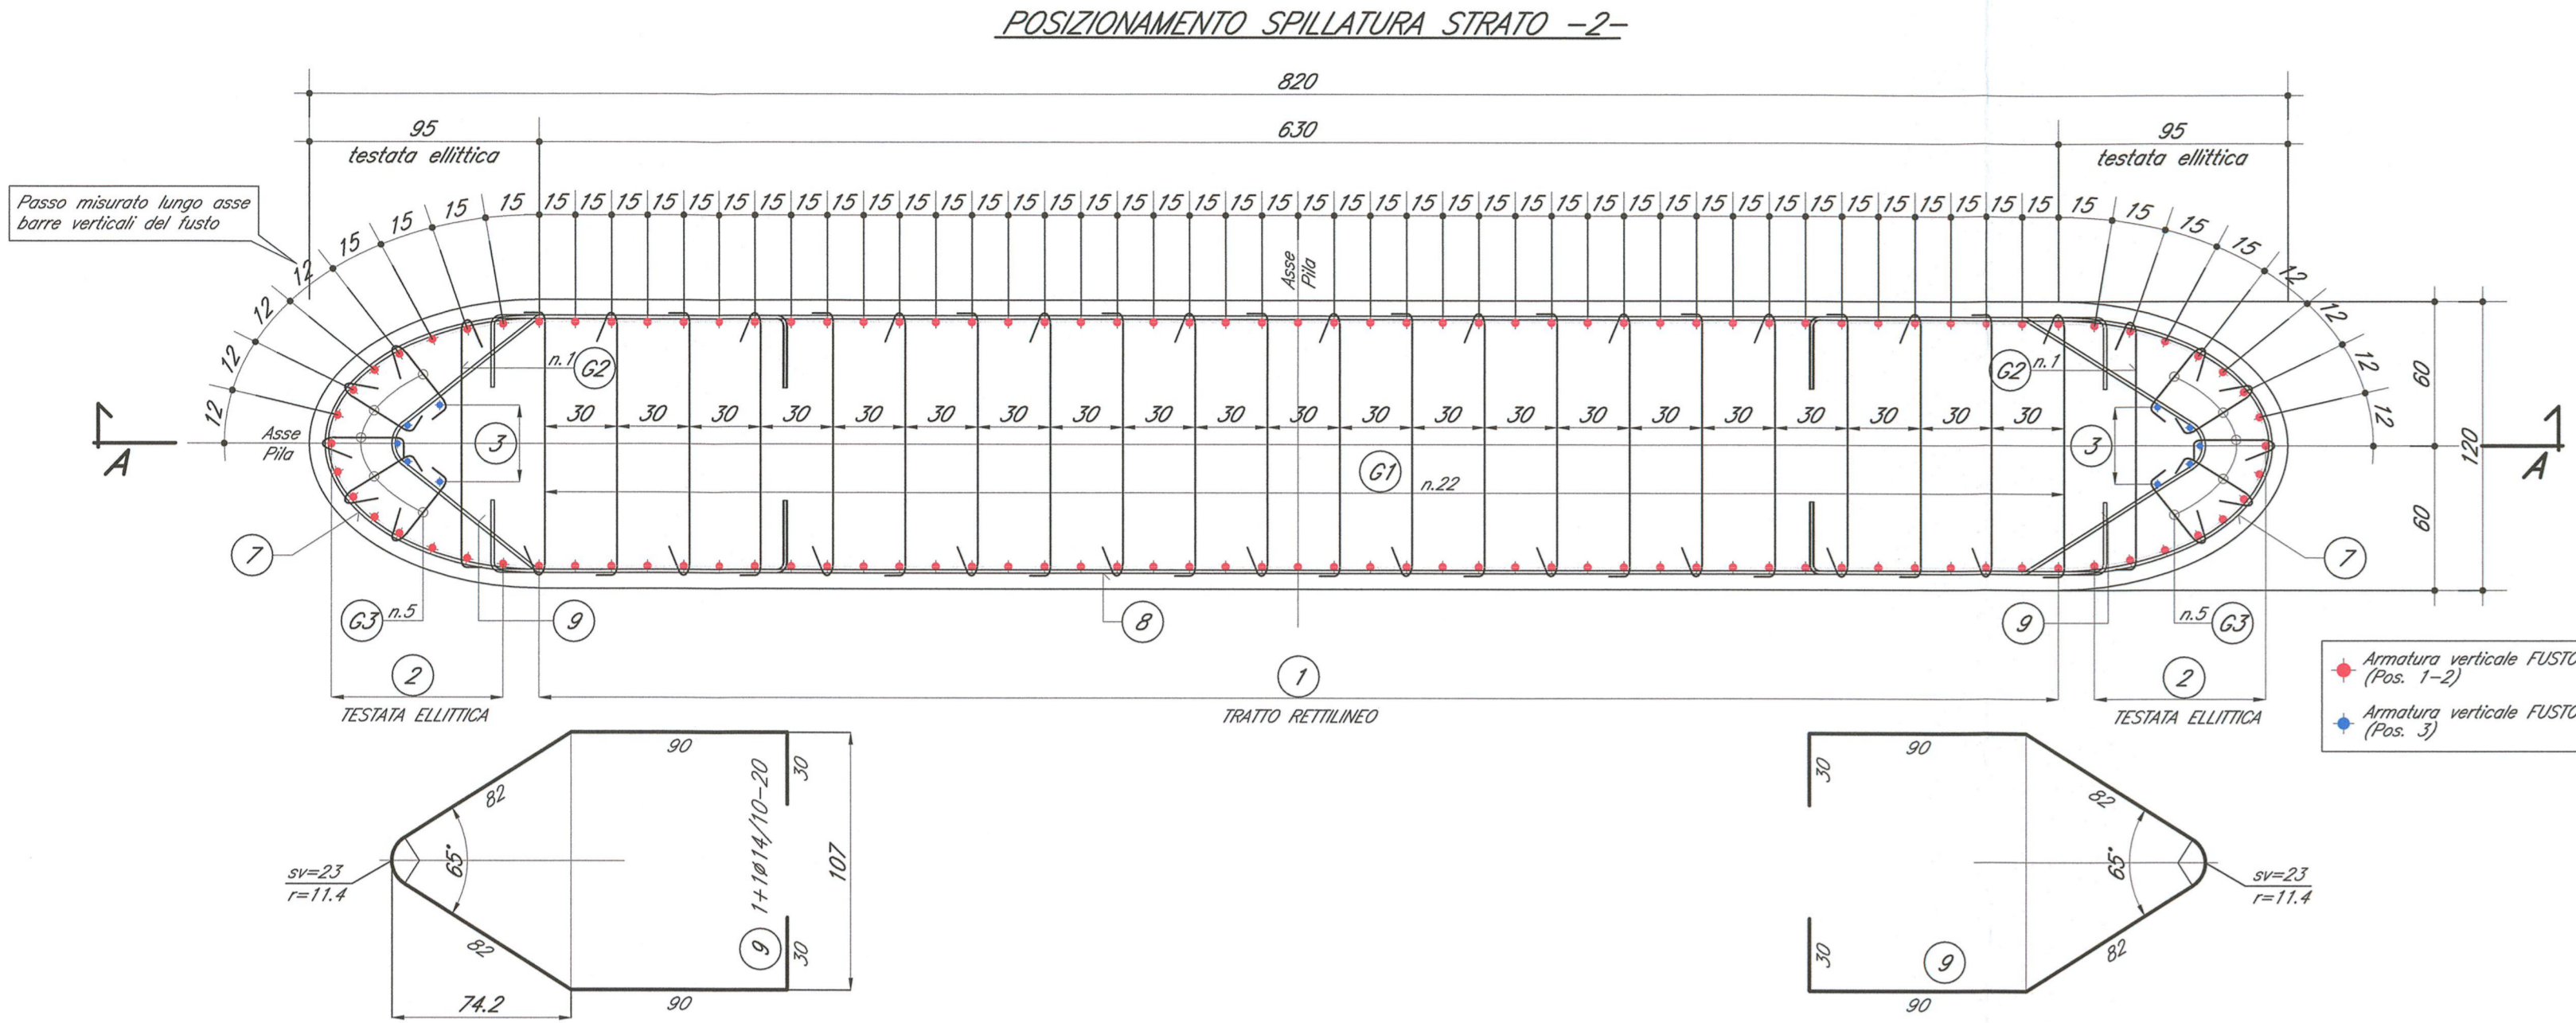 POSIZIONAMENTO SPILLATURA STRATO -2-
820
95 630 95
testata ellittica testata ellittica
Passo misurato lungo asse
barre verticali del fusto
12 12 12 12 15 15 15 15 15 15 15 15 15 15 15 15 15 15 15 15 15 15 15 15 15 15 15 15 15 15 15 15 15 15 15 15 15 15 15 15 15 15 15 15 15 15 15 15 15 15 12 12 12 12
Asse
Pila
n.1 G2
G2 n.1
30 30 30 30 30 30 30 30 30 30 30 30 30 30 30 30 30 30 30 30 30
Asse
Pila
3
3
G1
n.22
A
A
60
120
60
7
7
G3 n.5
9
8
9
n.5 G3
2
1
2
TESTATA ELLITTICA
TRATTO RETTILINEO
TESTATA ELLITTICA
Armatura verticale FUSTO
(Pos. 1-2)
Armatura verticale FUSTO
(Pos. 3)
90
30
82
65°
sv=23
r=11.4
82
9 1+1ø14/10-20
107
30
74.2
90
90
30
82
65°
sv=23
r=11.4
82
30
9
90